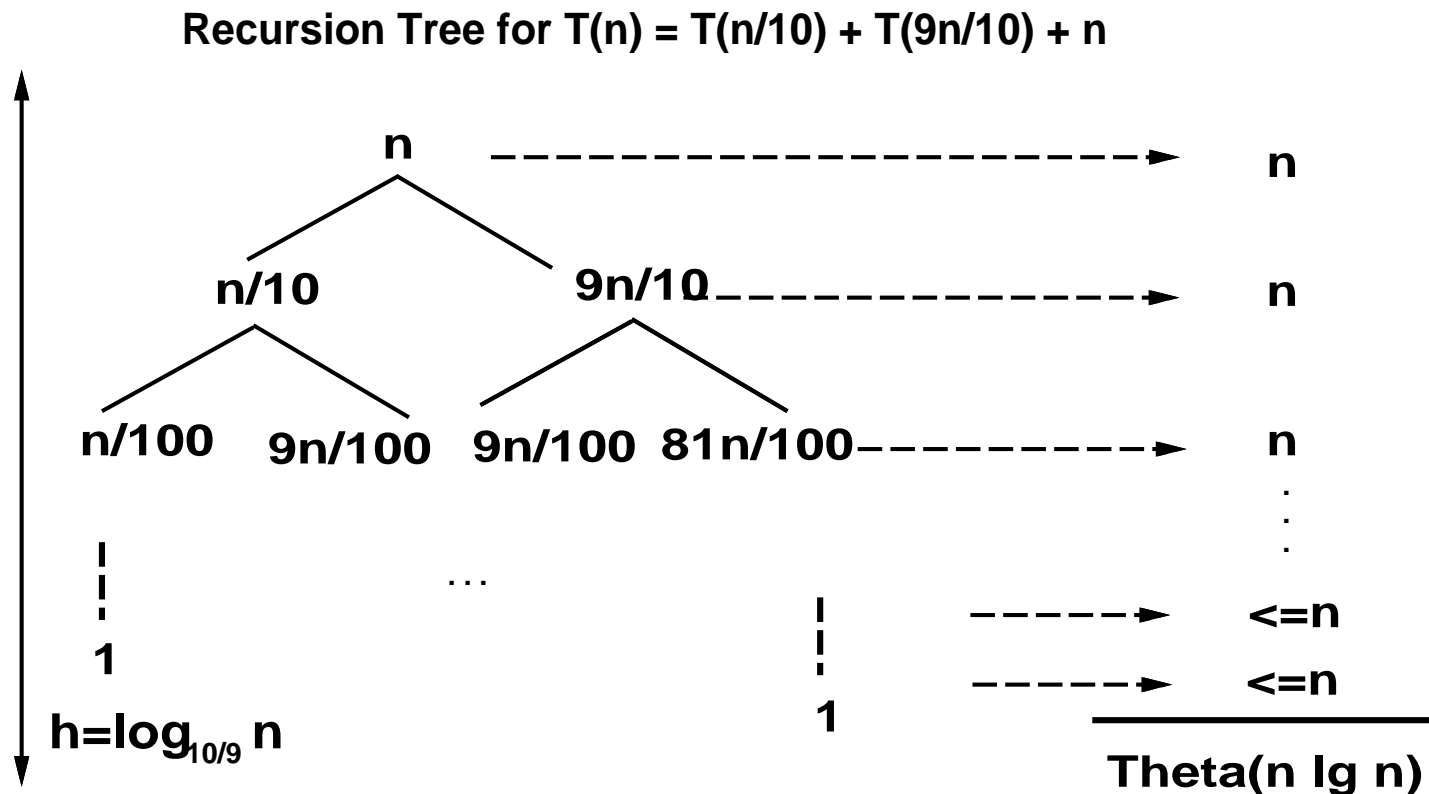 Recursion Tree for T(n) = T(n/10) + T(9n/10) + n
n n
n/10 9n/10 n
n/100 9n/100 9n/100 81n/100 n
.
.
.
...
<=n
1
<=n
1
h=log10/9 n
Theta(n lg n)